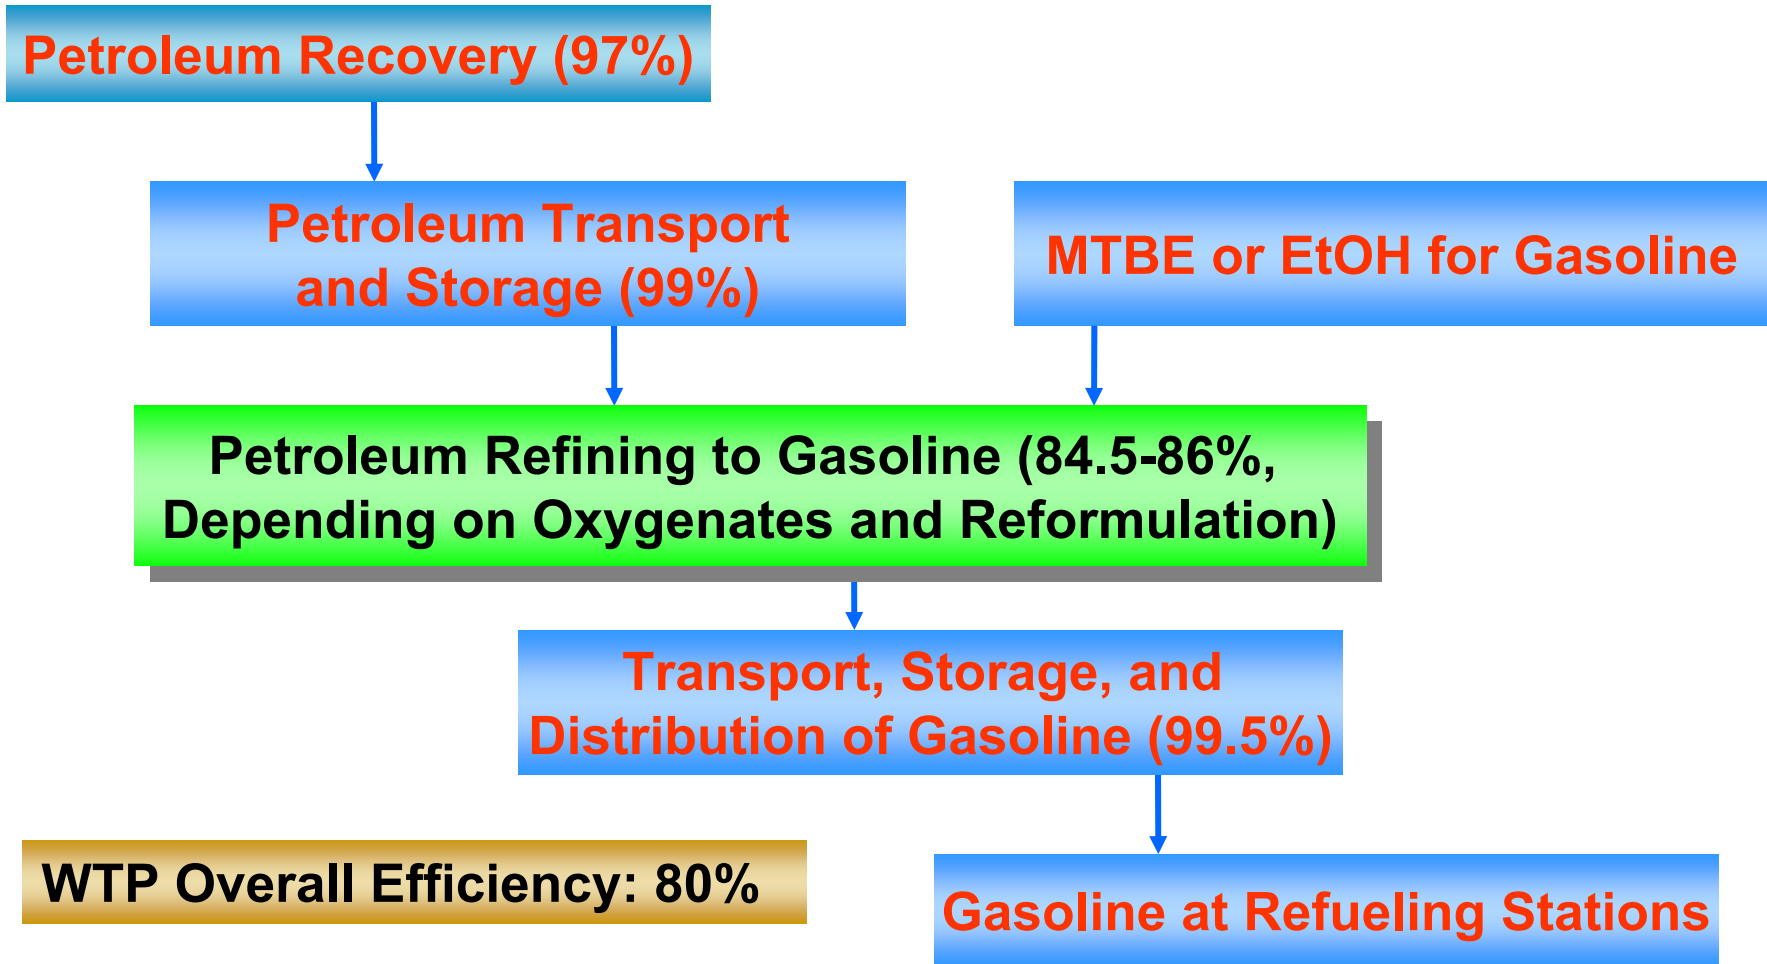 Petroleum Recovery (97%)
Petroleum Transport
and Storage (99%)
MTBE or EtOH for Gasoline
Petroleum Refining to Gasoline (84.5-86%,
Depending on Oxygenates and Reformulation)
Transport, Storage, and
Distribution of Gasoline (99.5%)
WTP Overall Efficiency: 80%
Gasoline at Refueling Stations